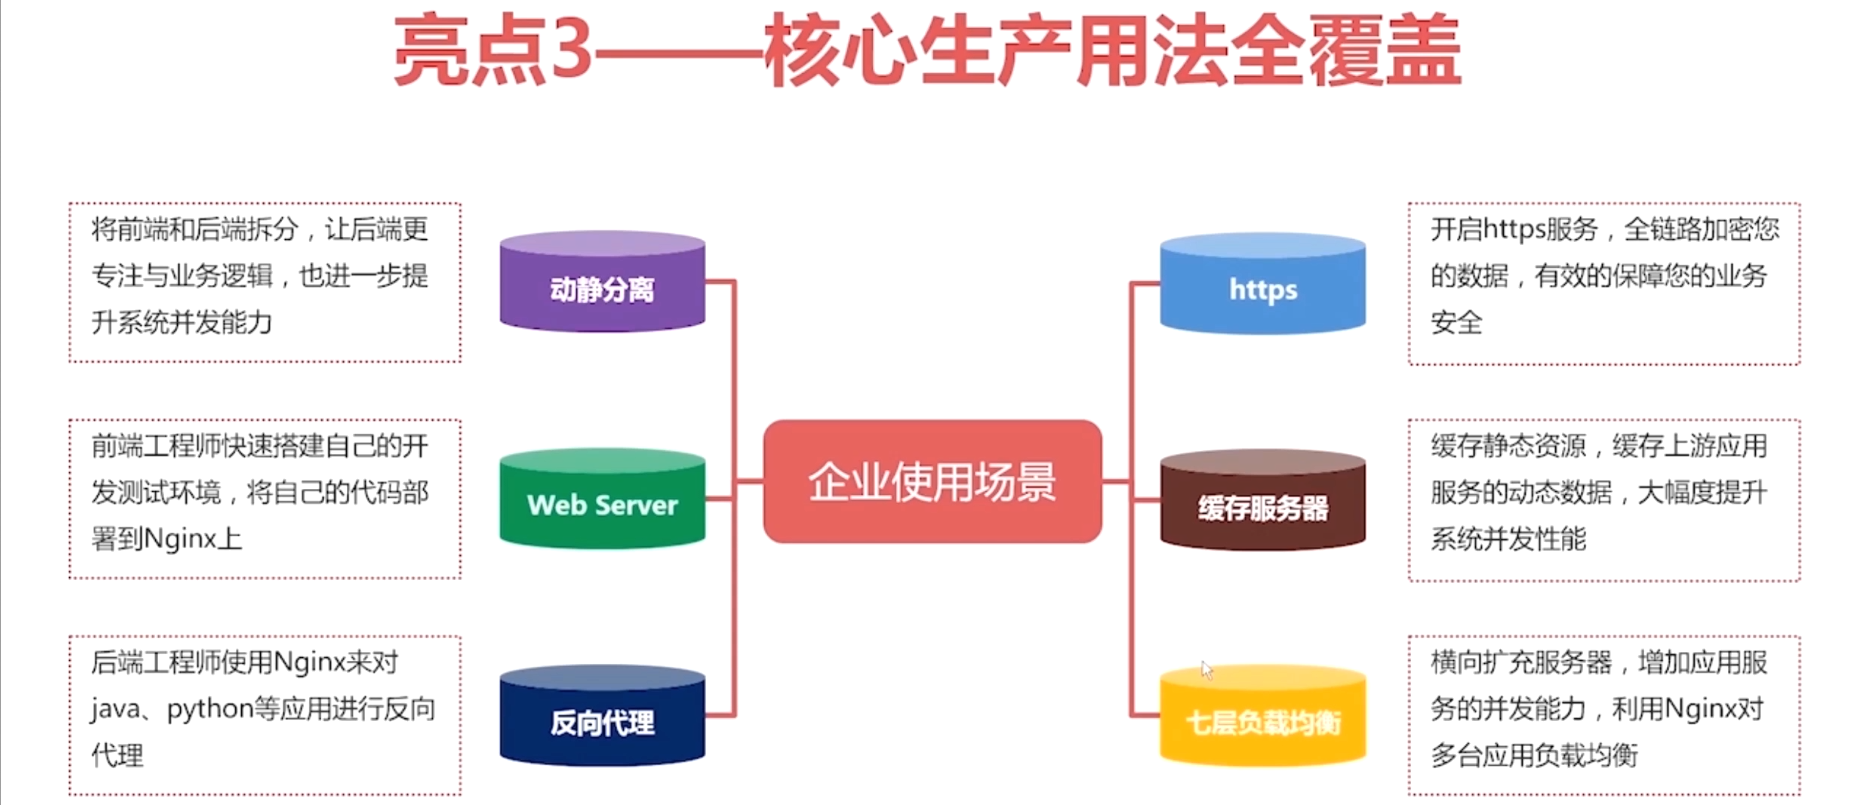 亮点3——核心生产用法全覆盖
将前端和后端拆分，让后端更
专注与业务逻辑，也进一步提
升系统并发能力
动静分离
前端工程师快速搭建自己的开
发测试环境，将自己的代码部
署到Nginx上
Web Server
后端工程师使用Nginx来对
java、python等应用进行反向
代理
反向代理
企业使用场景
https
开启https服务，全链路加密您
的数据，有效的保障您的业务
安全
缓存服务器
缓存静态资源，缓存上游应用
服务的动态数据，大幅度提升
系统并发性能
七层负载均衡
横向扩充服务器，增加应用服
务的并发能力，利用Nginx对
多台应用负载均衡